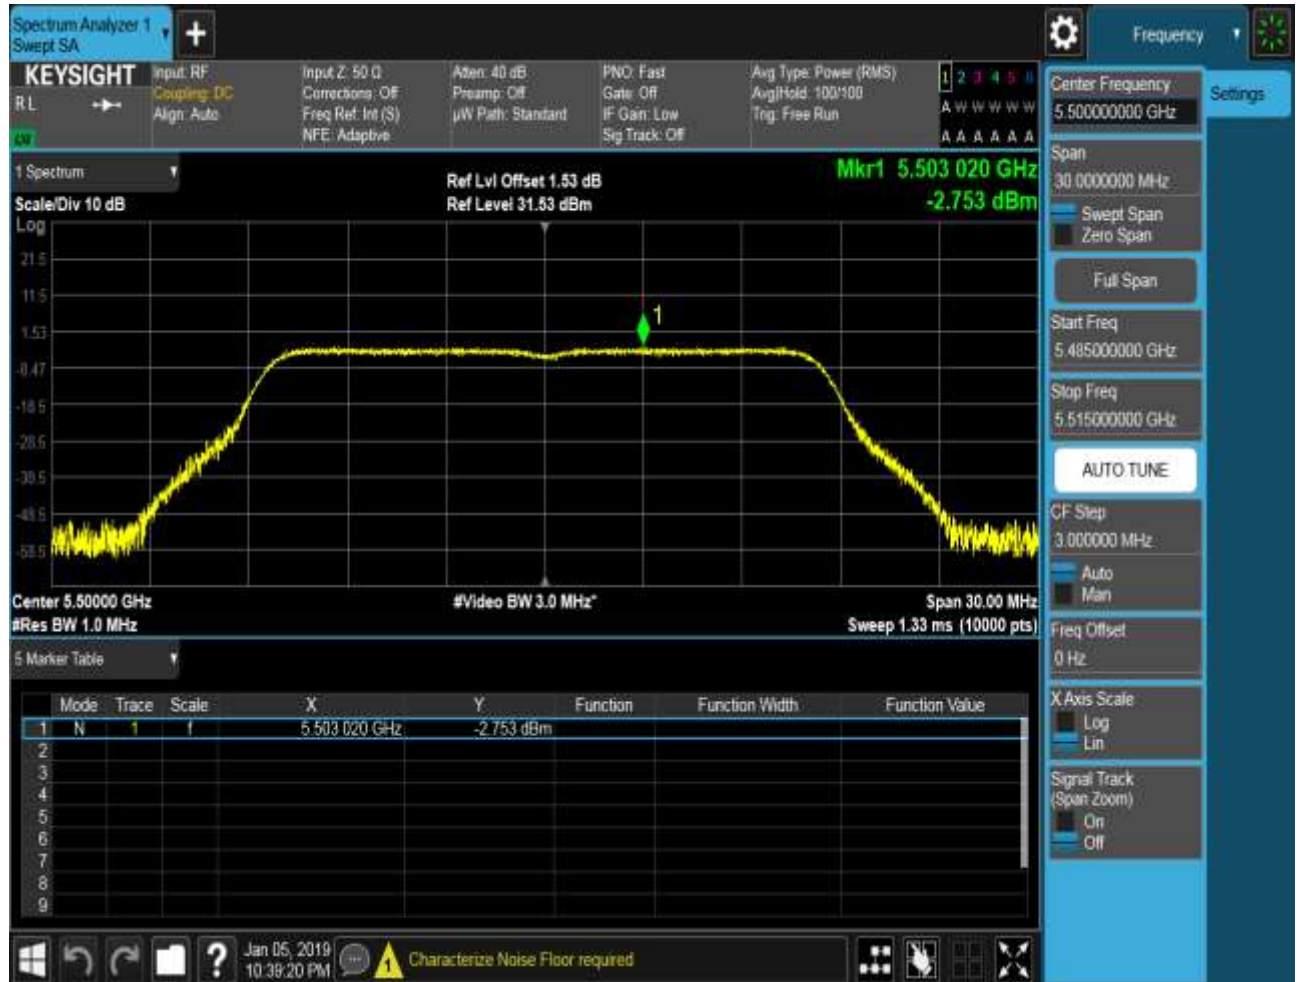 Spectrum Analyzer 1
Swept SA
+
Frequency
KEYSIGHT
RL
Input: RF
Coupling: DC
Align: Auto
Input Z: 50 Ω
Corrections: Off
Freq Ref: Int (S)
NFE: Adaptive
Atten: 40 dB
Preamp: Off
µW Path: Standard
PNO: Fast
Gate: Off
IF Gain: Low
Sig Track: Off
Avg Type: Power (RMS)
Avg|Hold: 100/100
Trig: Free Run
1 2 3 4 5 6
A W W W W W
A A A A A A
1 Spectrum
Scale/Div 10 dB
Ref Lvl Offset 1.53 dB
Ref Level 31.53 dBm
Mkr1 5.503 020 GHz
-2.753 dBm
Log
21.5
11.5
1.53
-8.47
-18.5
-28.5
-38.5
-48.5
-58.5
1
Center 5.50000 GHz
#Res BW 1.0 MHz
#Video BW 3.0 MHz*
Span 30.00 MHz
Sweep 1.33 ms (10000 pts)
5 Marker Table
Mode Trace Scale X Y Function Function Width Function Value
1 N 1 f 5.503 020 GHz -2.753 dBm
2
3
4
5
6
7
8
9
Center Frequency
5.500000000 GHz
Settings
Span
30.0000000 MHz
Swept Span
Zero Span
Full Span
Start Freq
5.485000000 GHz
Stop Freq
5.515000000 GHz
AUTO TUNE
CF Step
3.000000 MHz
Auto
Man
Freq Offset
0 Hz
X Axis Scale
Log
Lin
Signal Track
(Span Zoom)
On
Off
?
Jan 05, 2019
10:39:20 PM
1
Characterize Noise Floor required